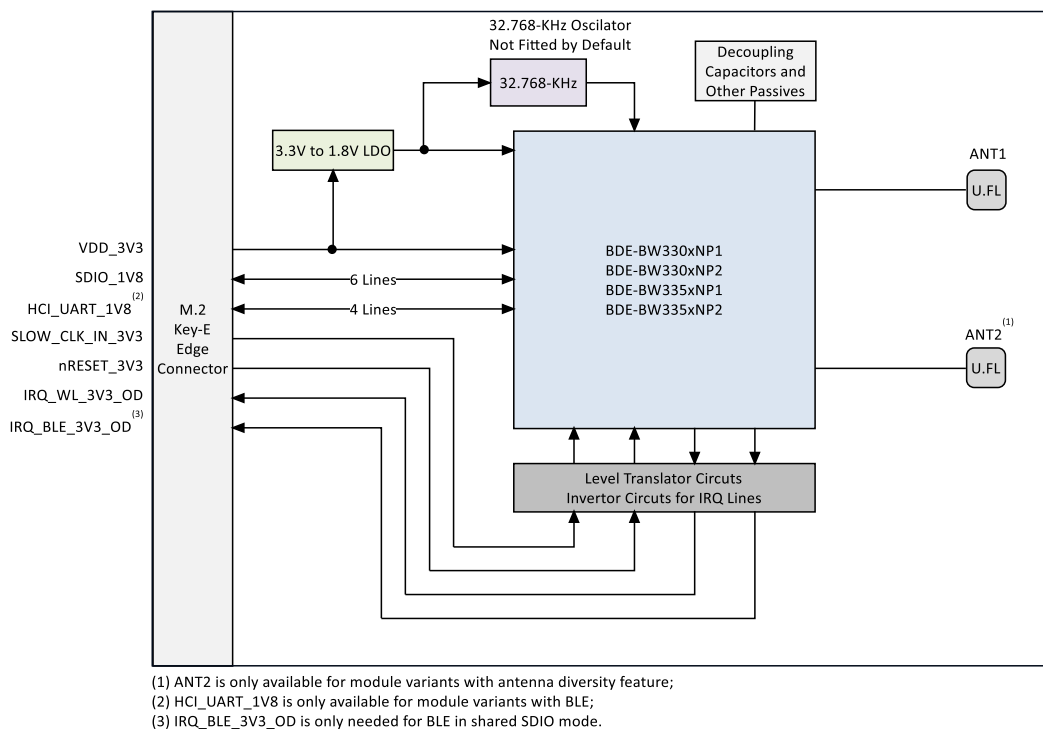 32.768-KHz Oscilator
Not Fitted by Default
32.768-KHz
Decoupling
Capacitors and
Other Passives
3.3V to 1.8V LDO
ANT1
U.FL
VDD_3V3
SDIO_1V8
6 Lines
HCI_UART_1V8(2)
4 Lines
SLOW_CLK_IN_3V3
nRESET_3V3
IRQ_WL_3V3_OD
IRQ_BLE_3V3_OD(3)
M.2
Key-E
Edge
Connector
BDE-BW330xNP1
BDE-BW330xNP2
BDE-BW335xNP1
BDE-BW335xNP2
ANT2(1)
U.FL
Level Translator Circuts
Invertor Circuts for IRQ Lines
(1) ANT2 is only available for module variants with antenna diversity feature;
(2) HCI_UART_1V8 is only available for module variants with BLE;
(3) IRQ_BLE_3V3_OD is only needed for BLE in shared SDIO mode.